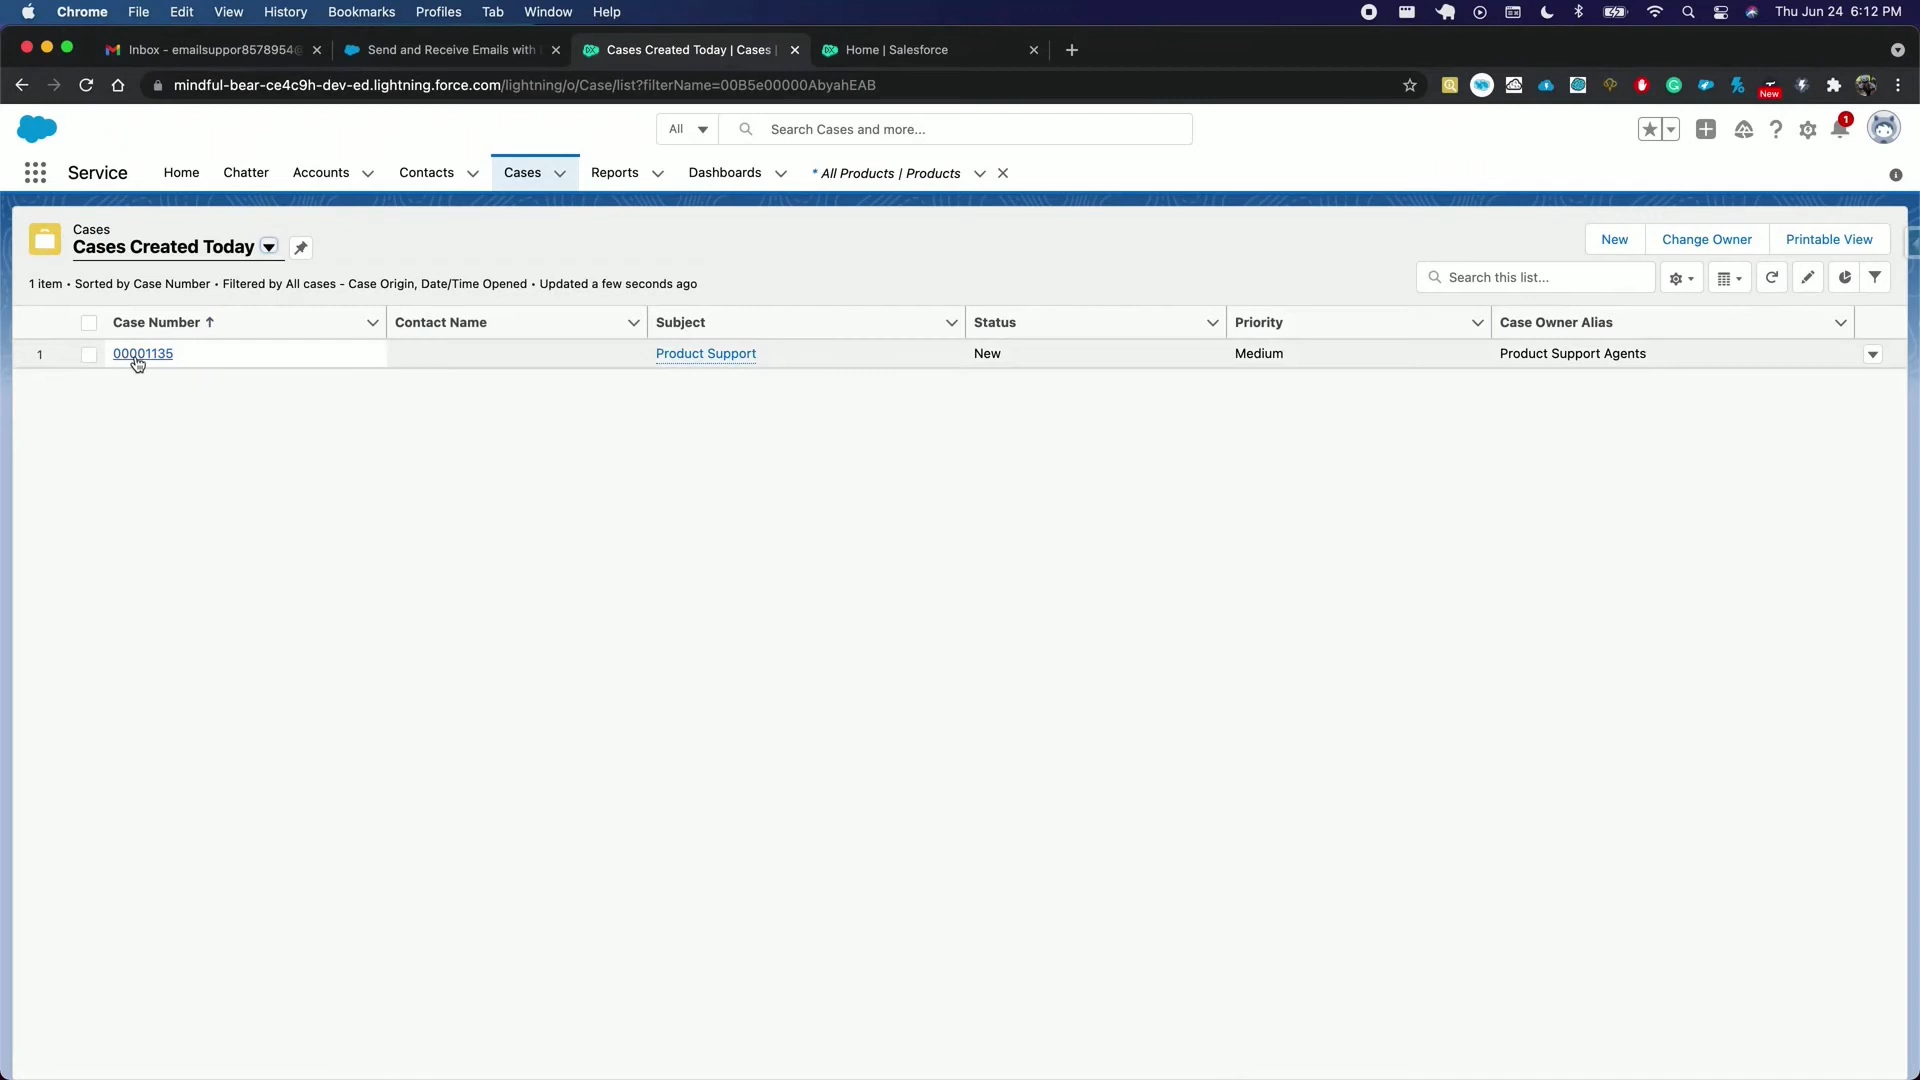 Chrome File Edit View History Bookmarks Profiles Tab Window Help Thu Jun 24 6:12 PM
Inbox - emailsuppor8578954@ Send and Receive Emails with Cases Created Today | Cases | Home | Salesforce
mindful-bear-ce4c9h-dev-ed.lightning.force.com/lightning/o/Case/list?filterName=00B5e00000AbyahEAB
New
All Search Cases and more...
1
Service Home Chatter Accounts Contacts Cases Reports Dashboards * All Products | Products
Cases
Cases Created Today
New Change Owner Printable View
1 item • Sorted by Case Number • Filtered by All cases - Case Origin, Date/Time Opened • Updated a few seconds ago
Search this list...
Case Number Contact Name Subject Status Priority Case Owner Alias
1 00001135 Product Support New Medium Product Support Agents